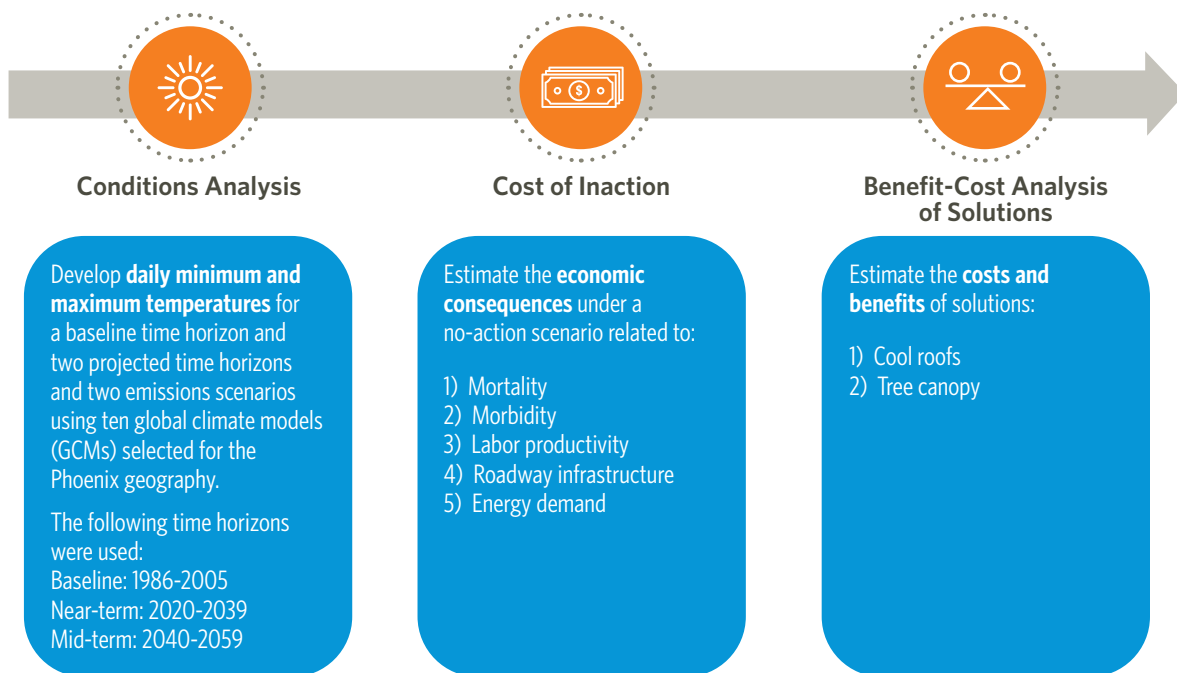 $
Conditions Analysis
Develop daily minimum and
maximum temperatures for
a baseline time horizon and
two projected time horizons
and two emissions scenarios
using ten global climate models
(GCMs) selected for the
Phoenix geography.
The following time horizons
were used:
Baseline: 1986-2005
Near-term: 2020-2039
Mid-term: 2040-2059
Cost of Inaction
Estimate the economic
consequences under a
no-action scenario related to:
1) Mortality
2) Morbidity
3) Labor productivity
4) Roadway infrastructure
5) Energy demand
Benefit-Cost Analysis
of Solutions
Estimate the costs and
benefits of solutions:
1) Cool roofs
2) Tree canopy